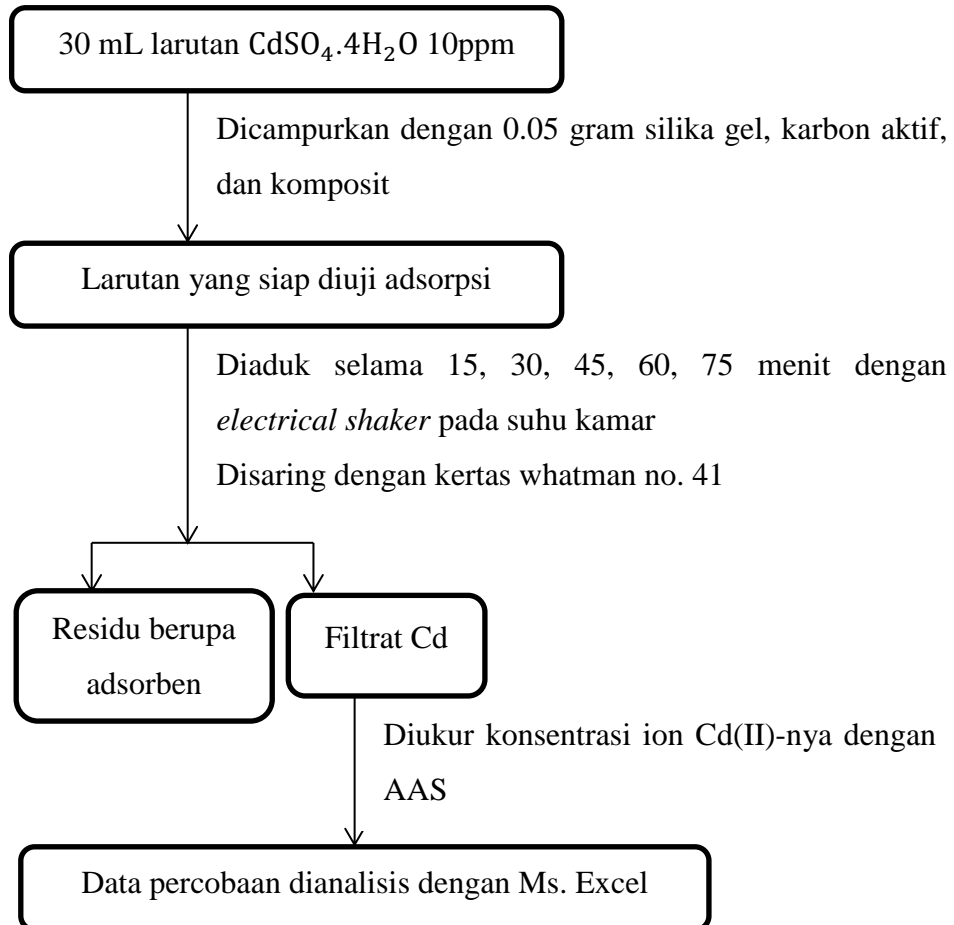 30 mL larutan CdSO₄.4H₂O 10ppm
Dicampurkan dengan 0.05 gram silika gel, karbon aktif,
dan komposit
Larutan yang siap diuji adsorpsi
Diaduk selama 15, 30, 45, 60, 75 menit dengan
electrical shaker pada suhu kamar
Disaring dengan kertas whatman no. 41
Residu berupa
adsorben
Filtrat Cd
Diukur konsentrasi ion Cd(II)-nya dengan
AAS
Data percobaan dianalisis dengan Ms. Excel